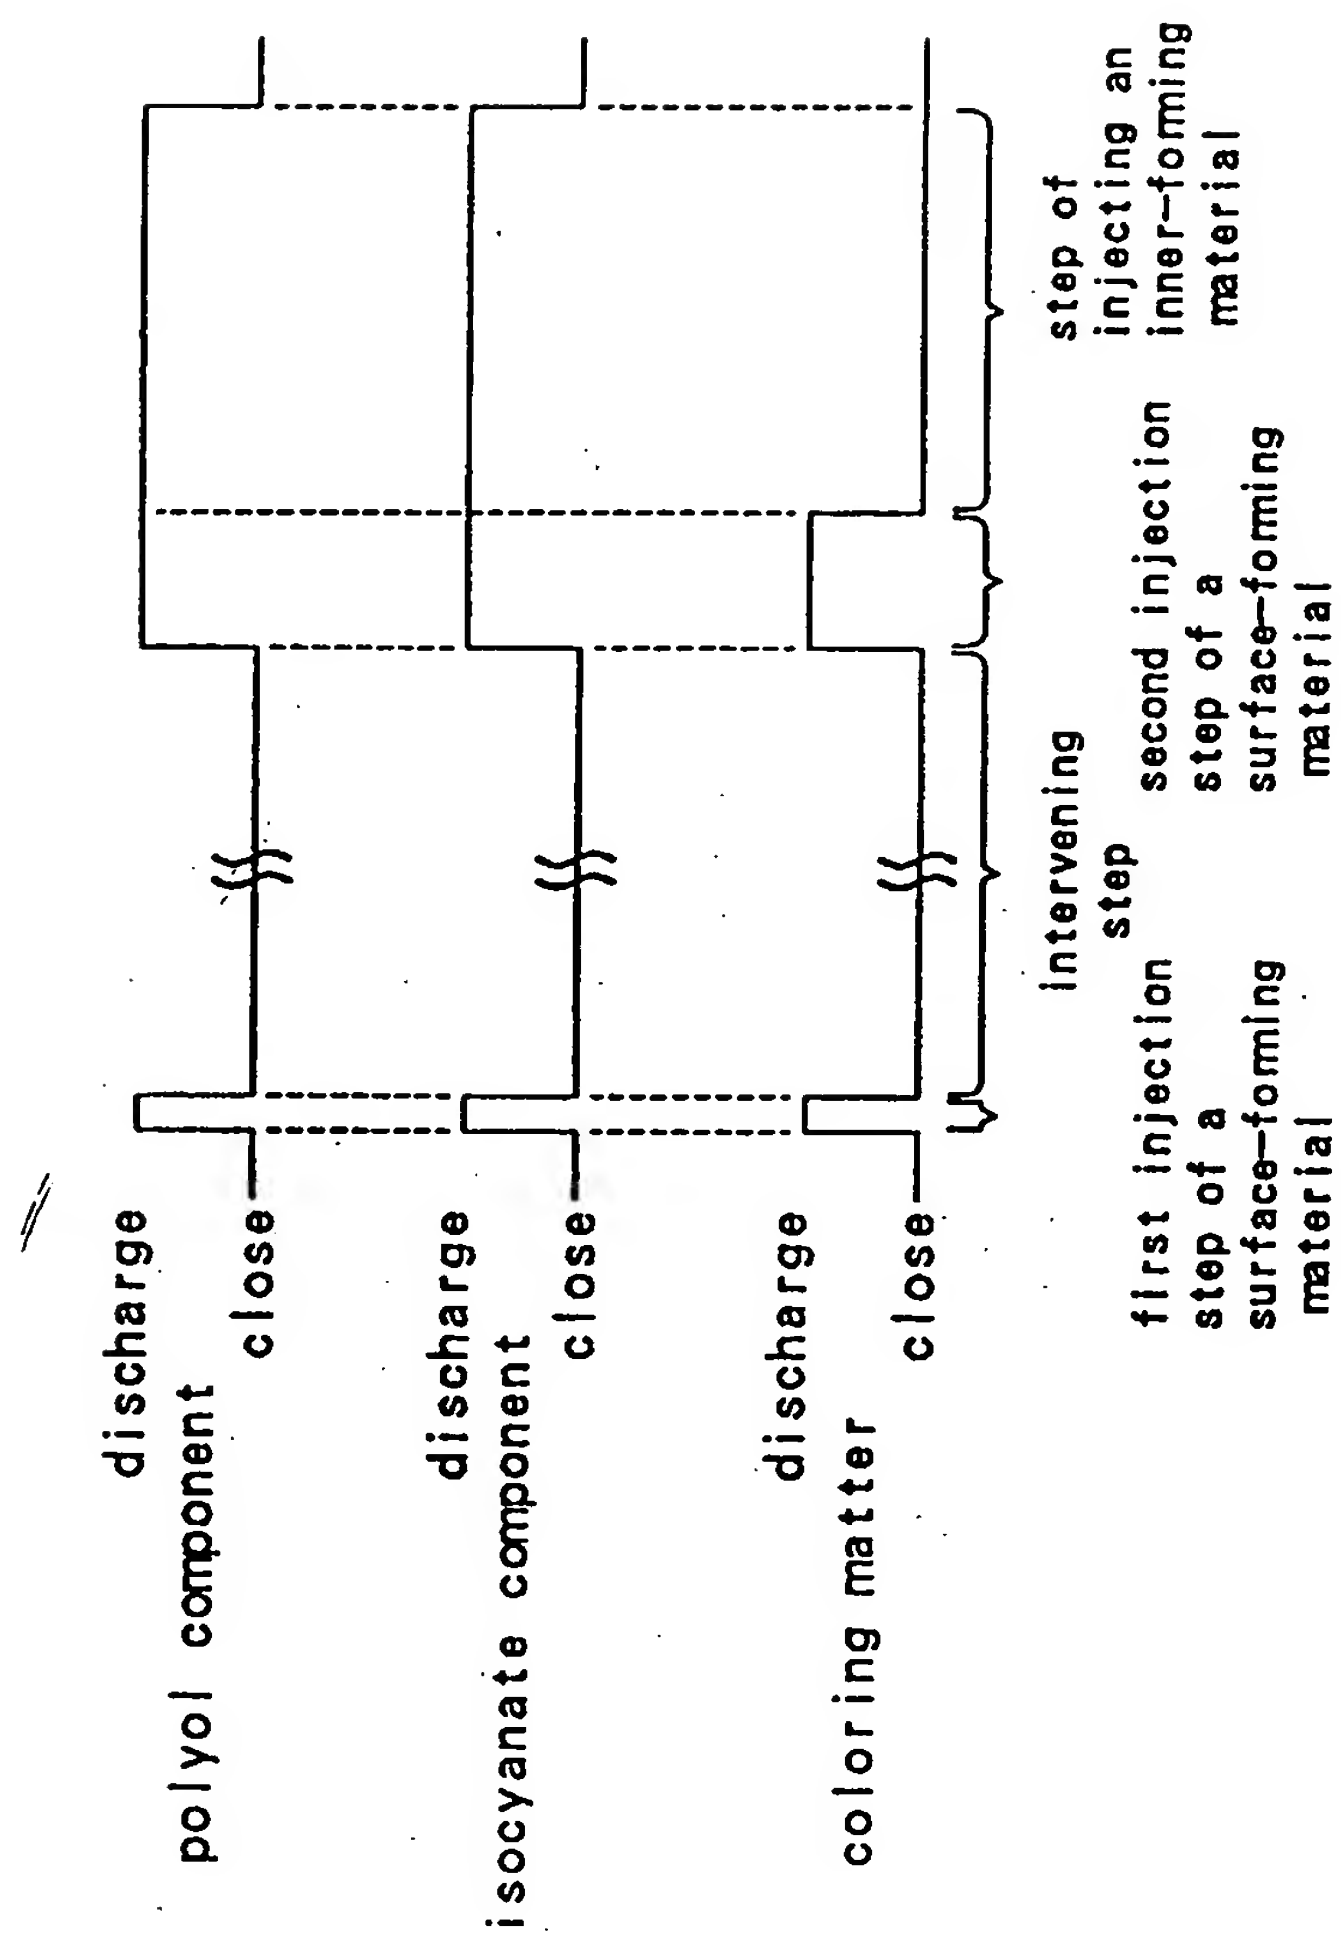 discharge
polyol component
close
discharge
isocyanate component
close
discharge
coloring matter
close
first injection
step of a
surface-foming
material
intervening
step
second injection
step of a
surface-foming
material
step of
injecting an
inner-foming
material